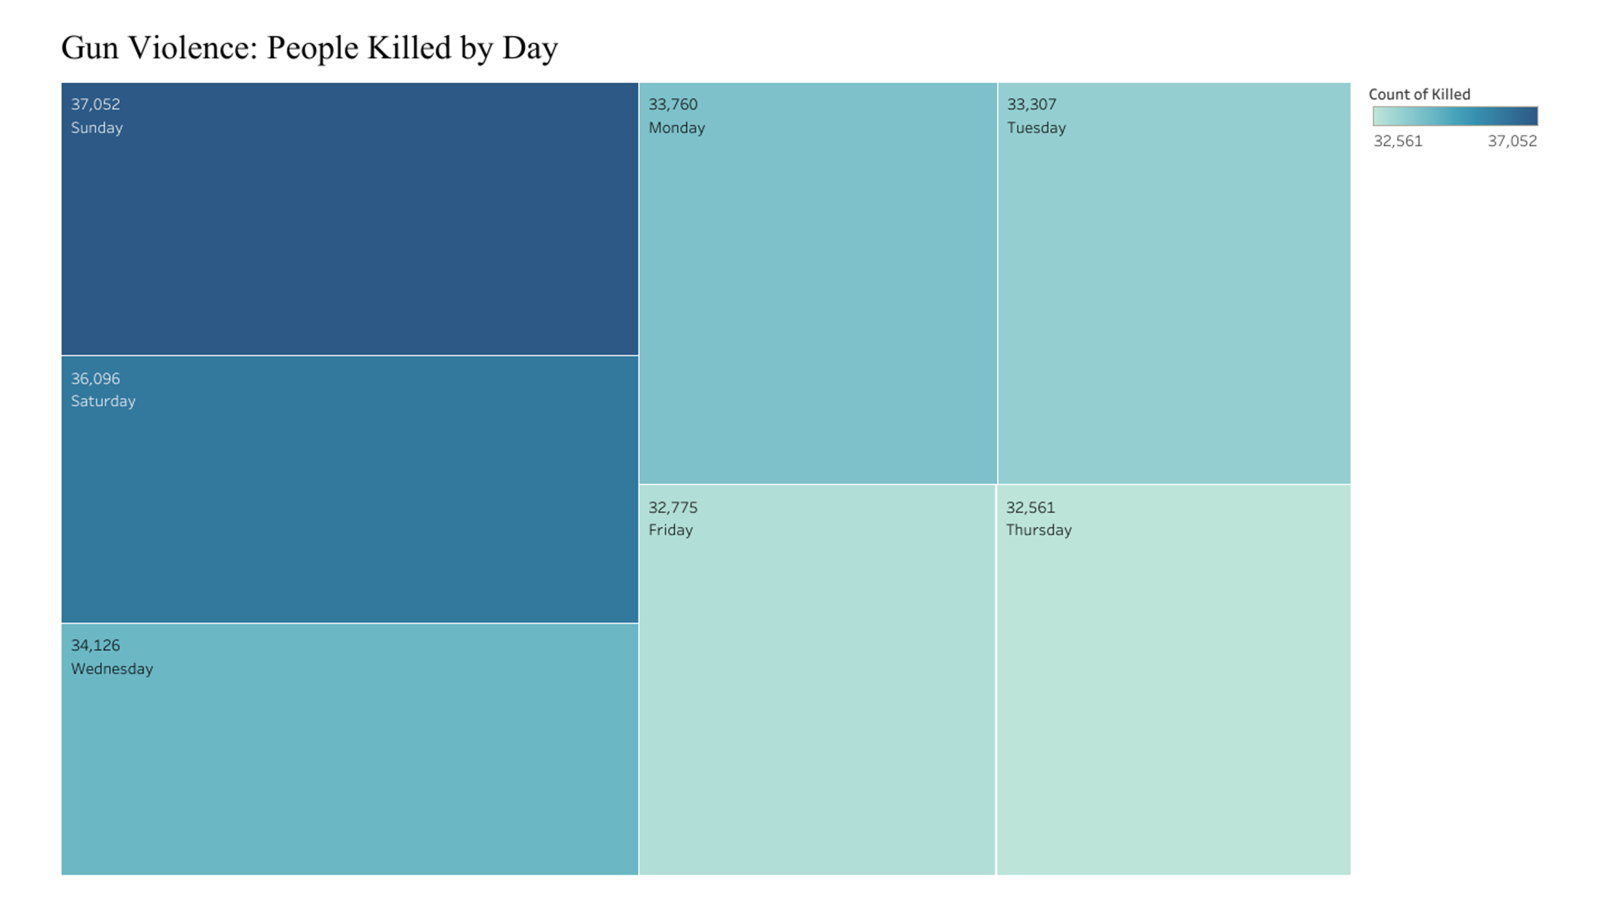 Gun Violence: People Killed by Day
37,052
Sunday
36,096
Saturday
34,126
Wednesday
33,760
Monday
33,307
Tuesday
32,775
Friday
32,561
Thursday
Count of Killed
32,561 37,052